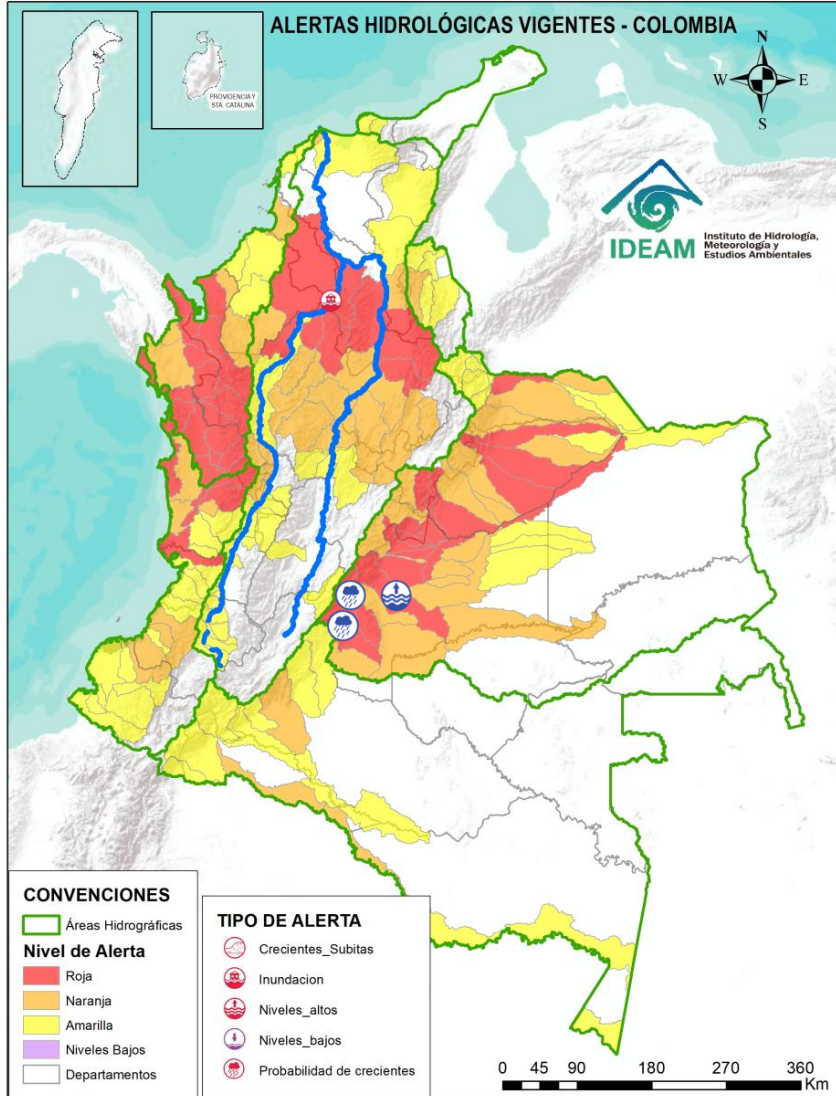 ALERTAS HIDROLÓGICAS VIGENTES - COLOMBIA
PROVIDENCIA Y
STA. CATALINA
N
W
E
S
IDEAM
Instituto de Hidrología,
Meteorología y
Estudios Ambientales
CONVENCIONES
Áreas Hidrográficas
Nivel de Alerta
Roja
Naranja
Amarilla
Niveles Bajos
Departamentos
TIPO DE ALERTA
Crecientes_Subitas
Inundacion
Niveles_altos
Niveles_bajos
Probabilidad de crecientes
0 45 90 180 270 360
Km